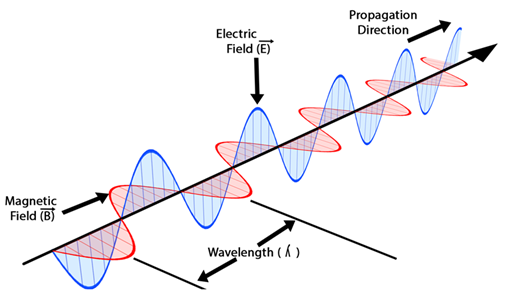 Propagation
Direction
Electric
Field (E⃗)
Magnetic
Field (B⃗)
Wavelength ( λ )